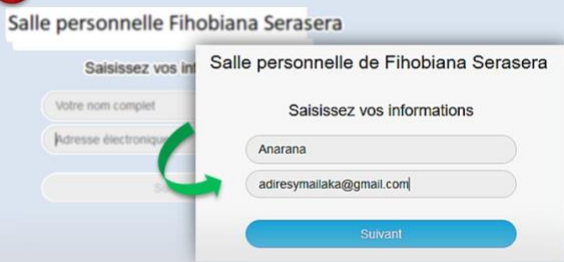 Salle personnelle Fihobiana Serasera
Saisissez vos
Votre nom complet
Adresse électronique
Salle personnelle de Fihobiana Serasera
Saisissez vos informations
Anarana
adiresymailaka@gmail.com
Suivant